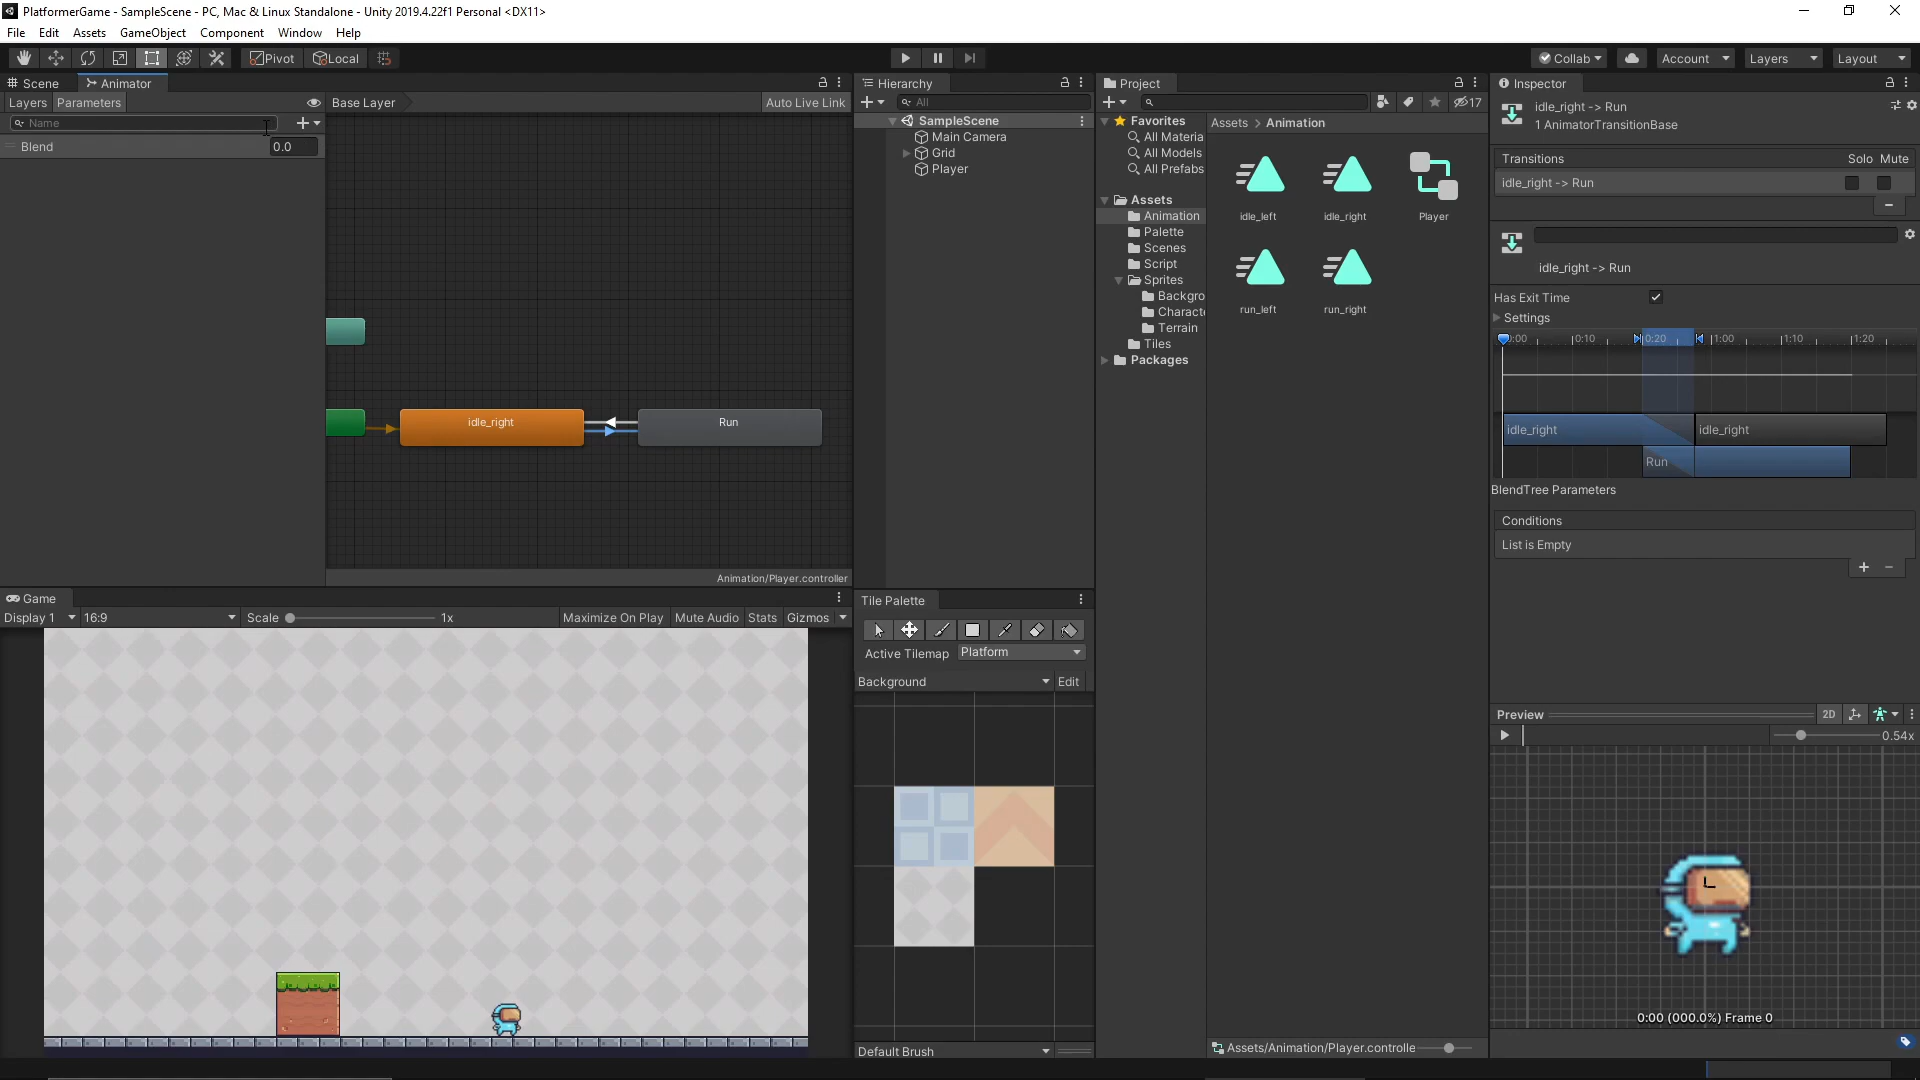 PlatformerGame - SampleScene - PC, Mac & Linux Standalone - Unity 2019.4.22f1 Personal <DX11>
File Edit Assets GameObject Component Window Help
Pivot Local Collab Account Layers Layout
Scene Animator
Layers Parameters Base Layer Auto Live Link
Name
Blend 0.0
idle_right Run
Animation/Player.controller
Game
Display 1 16:9 Scale 1x Maximize On Play Mute Audio Stats Gizmos
Hierarchy
All
SampleScene
Main Camera
Grid
Player
Tile Palette
Active Tilemap Platform
Background Edit
Default Brush
Project
17
Favorites
All Materia
All Models
All Prefabs
Assets
Animation
Palette
Scenes
Script
Sprites
Backgro
Characte
Terrain
Tiles
Packages
Assets Animation
idle_left idle_right Player
run_left run_right
Assets/Animation/Player.controlle
Inspector
idle_right -> Run
1 AnimatorTransitionBase
Transitions Solo Mute
idle_right -> Run
idle_right -> Run
Has Exit Time
Settings
:00 0:10 0:20 1:00 1:10 1:20
idle_right idle_right
Run
BlendTree Parameters
Conditions
List is Empty
Preview 2D
0.54x
0:00 (000.0%) Frame 0